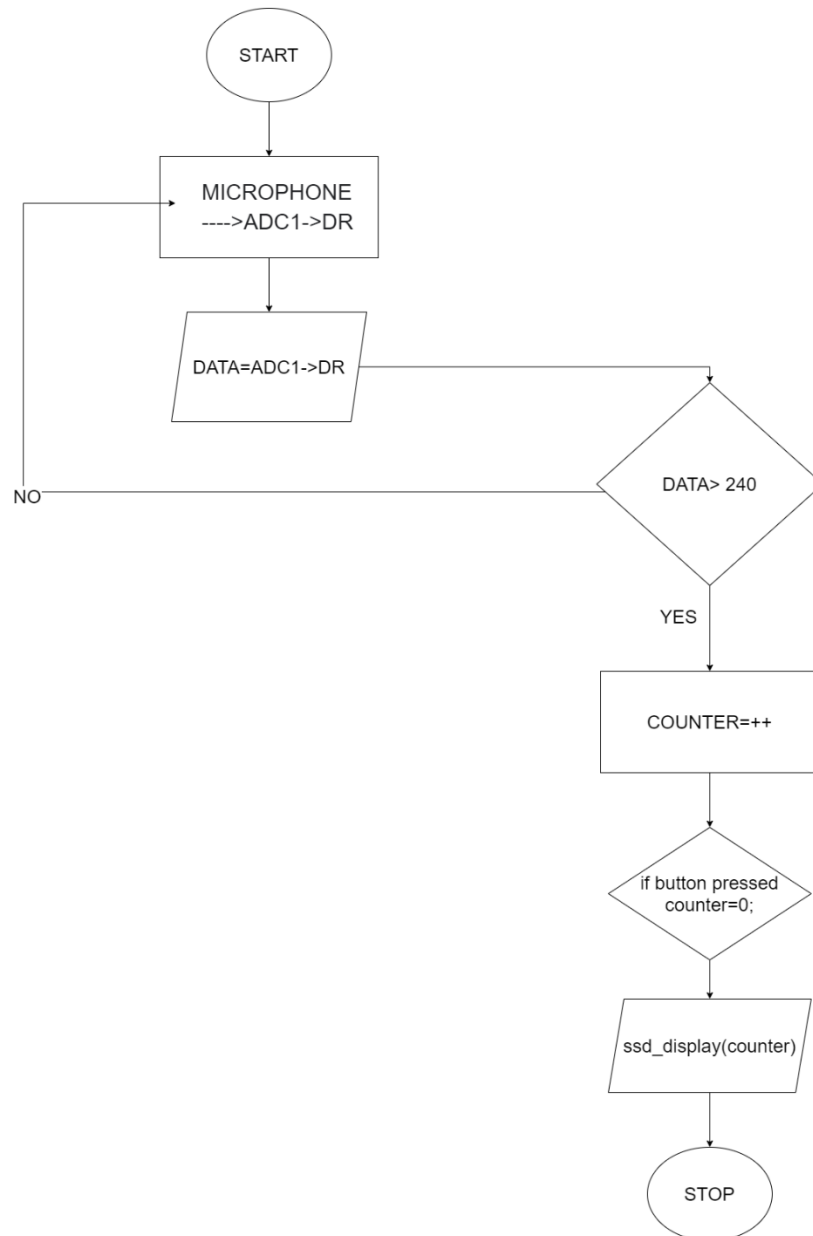 START
MICROPHONE
---->ADC1->DR
DATA=ADC1->DR
DATA> 240
NO
YES
COUNTER=++
if button pressed
counter=0;
ssd_display(counter)
STOP